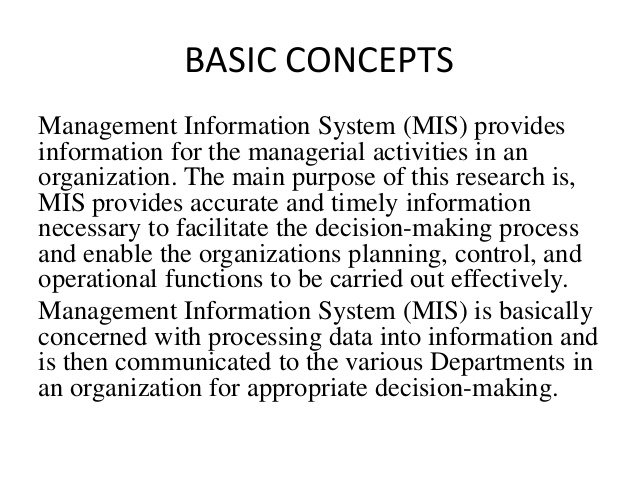 BASIC CONCEPTS
Management Information System (MIS) provides
information for the managerial activities in an
organization. The main purpose of this research is,
MIS provides accurate and timely information
necessary to facilitate the decision-making process
and enable the organizations planning, control, and
operational functions to be carried out effectively.
Management Information System (MIS) is basically
concerned with processing data into information and
is then communicated to the various Departments in
an organization for appropriate decision-making.